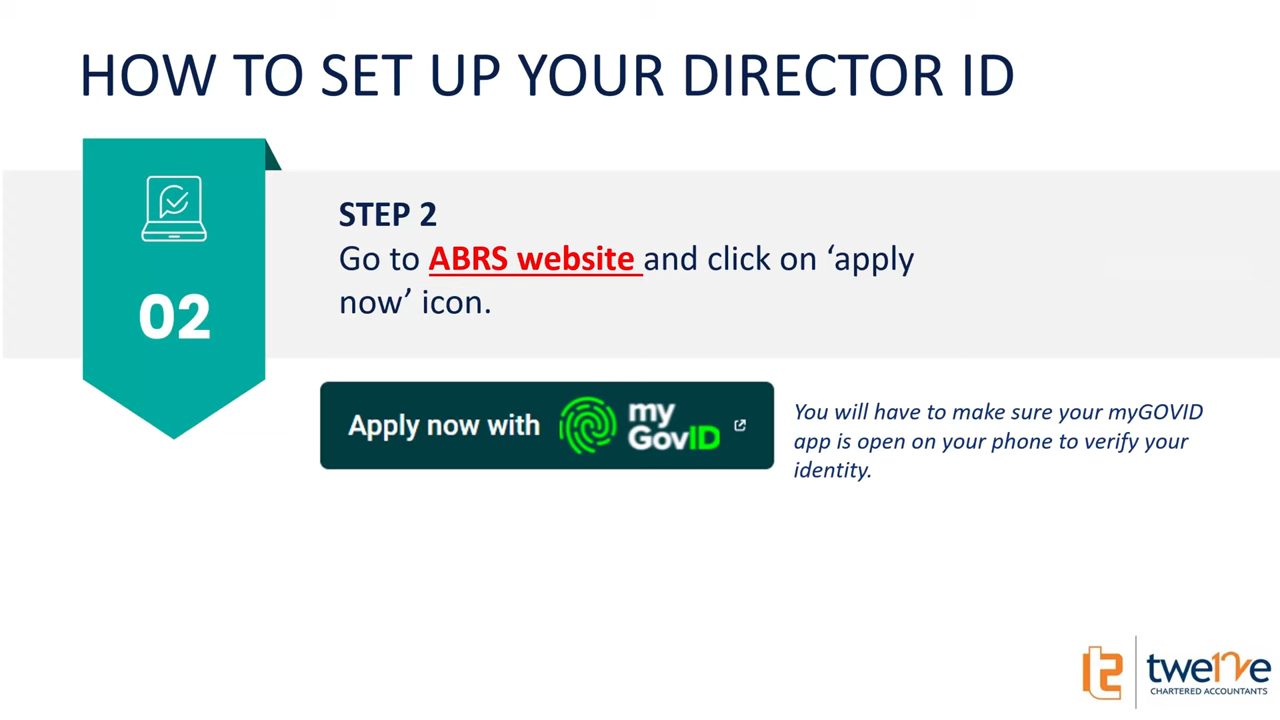 HOW TO SET UP YOUR DIRECTOR ID
02
STEP 2
Go to ABRS website and click on ‘apply
now’ icon.
Apply now with
my
GovID
You will have to make sure your myGOVID
app is open on your phone to verify your
identity.
twe12ve
CHARTERED ACCOUNTANTS